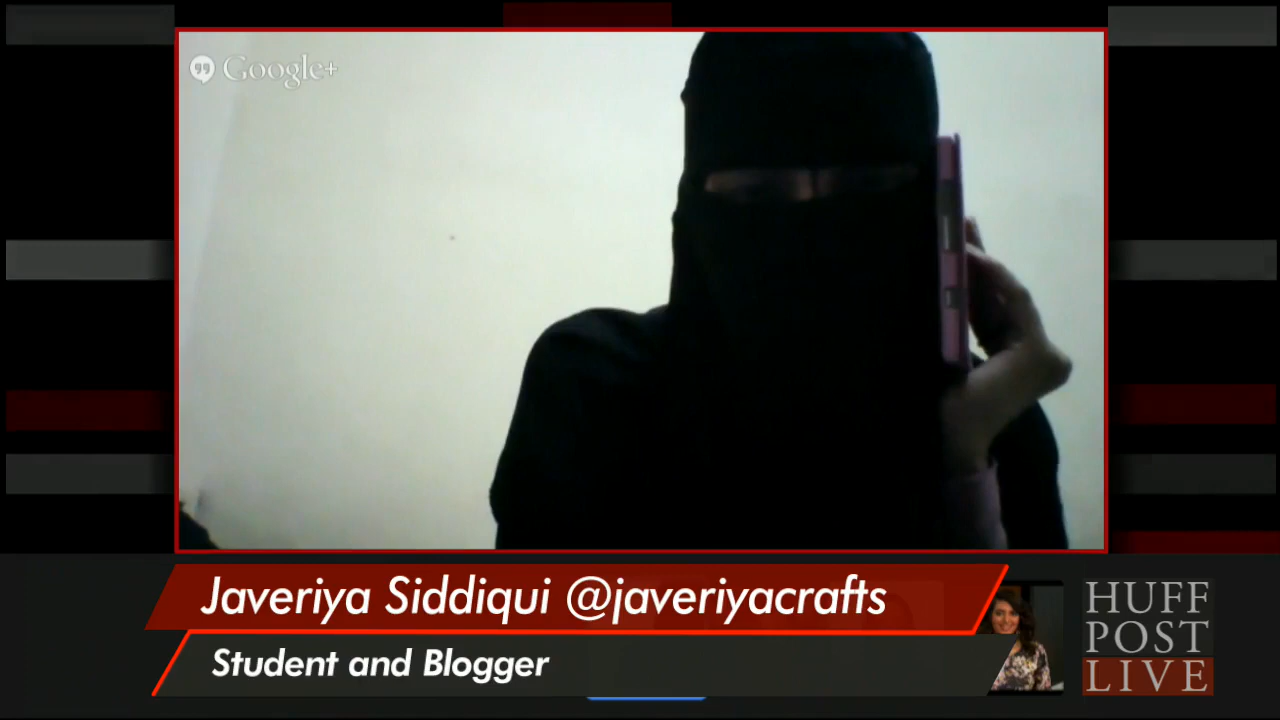 Google+
Javeriya Siddiqui @javeriyacrafts
Student and Blogger
HUFF
POST
LIVE